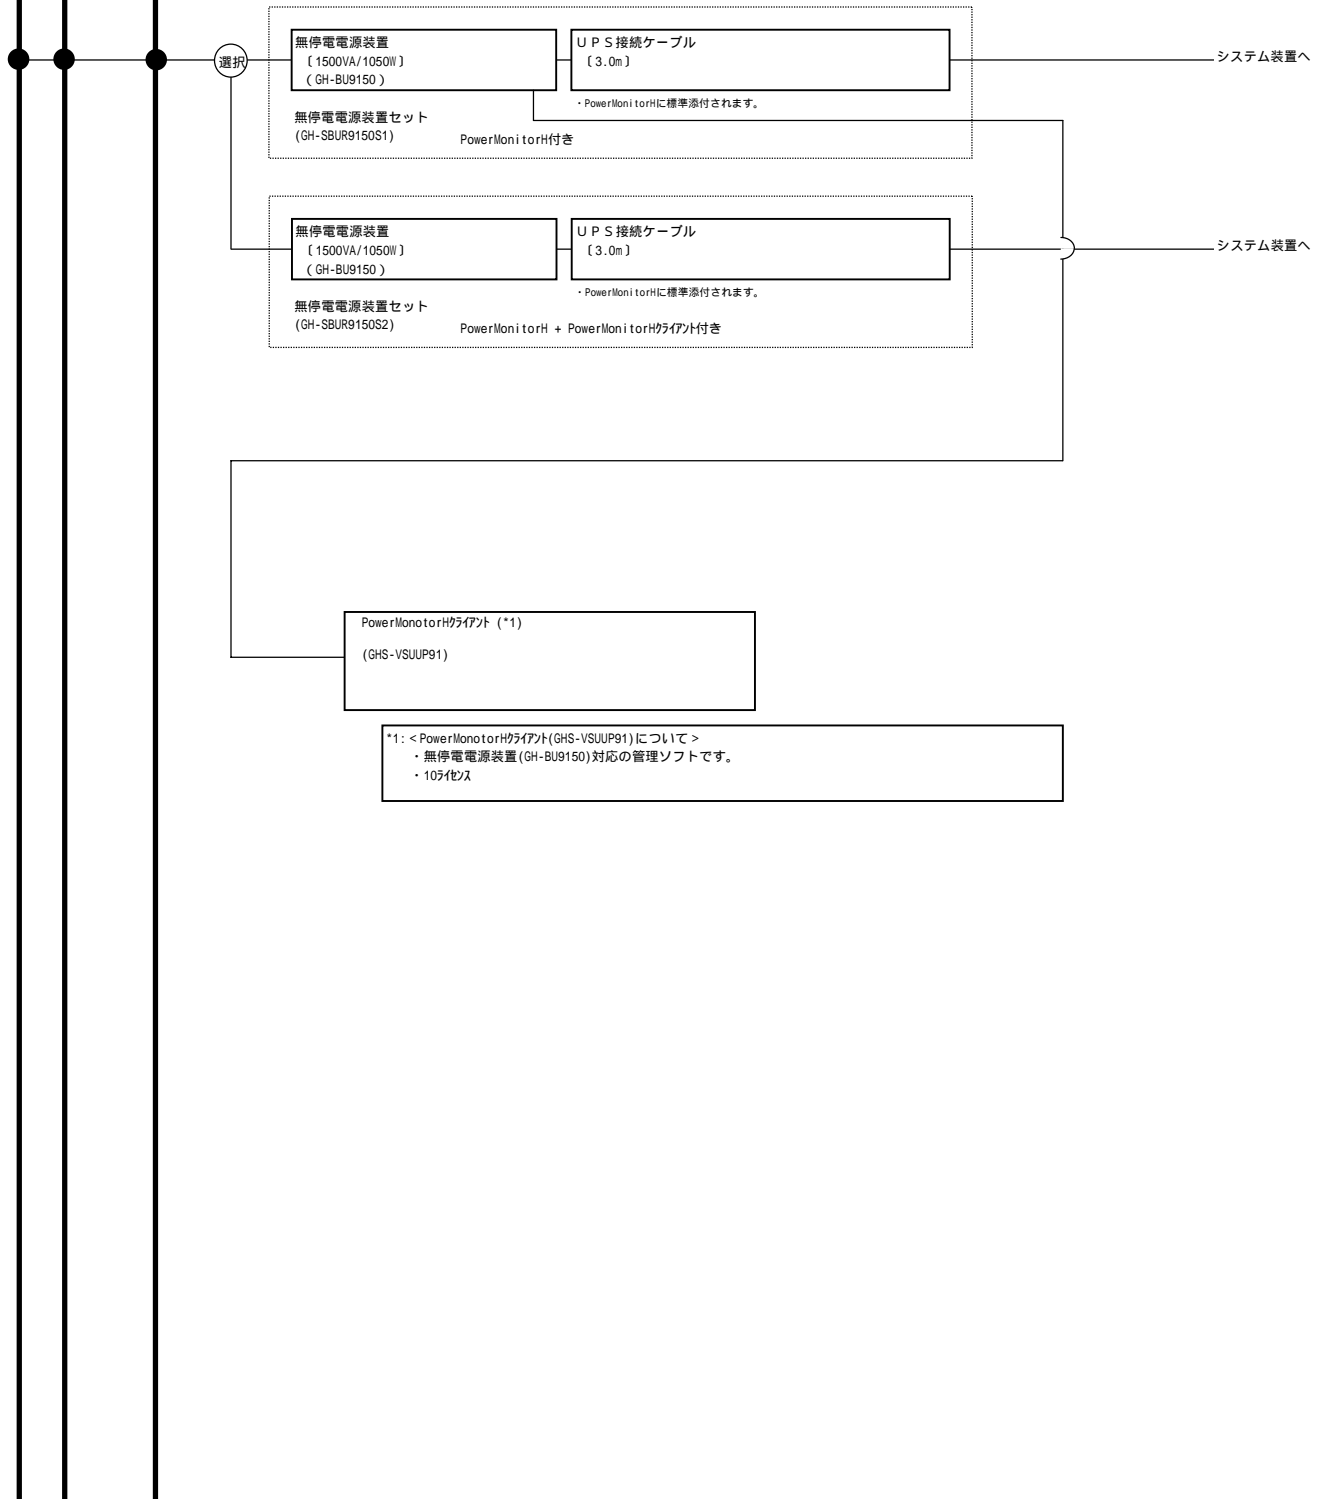 選択
無停電電源装置
〔1500VA/1050W〕
（GH-BU9150）
ＵＰＳ接続ケーブル
〔3.0m〕
システム装置へ
・PowerMonitorHに標準添付されます。
無停電電源装置セット
(GH-SBUR9150S1)
PowerMonitorH付き
無停電電源装置
〔1500VA/1050W〕
（GH-BU9150）
ＵＰＳ接続ケーブル
〔3.0m〕
システム装置へ
・PowerMonitorHに標準添付されます。
無停電電源装置セット
(GH-SBUR9150S2)
PowerMonitorH + PowerMonitorHｸﾗｲｱﾝﾄ付き
PowerMonotorHｸﾗｲｱﾝﾄ (*1)
(GHS-VSUUP91)
*1:＜PowerMonotorHｸﾗｲｱﾝﾄ(GHS-VSUUP91)について＞
・無停電電源装置(GH-BU9150)対応の管理ソフトです。
・10ﾗｲｾﾝｽ